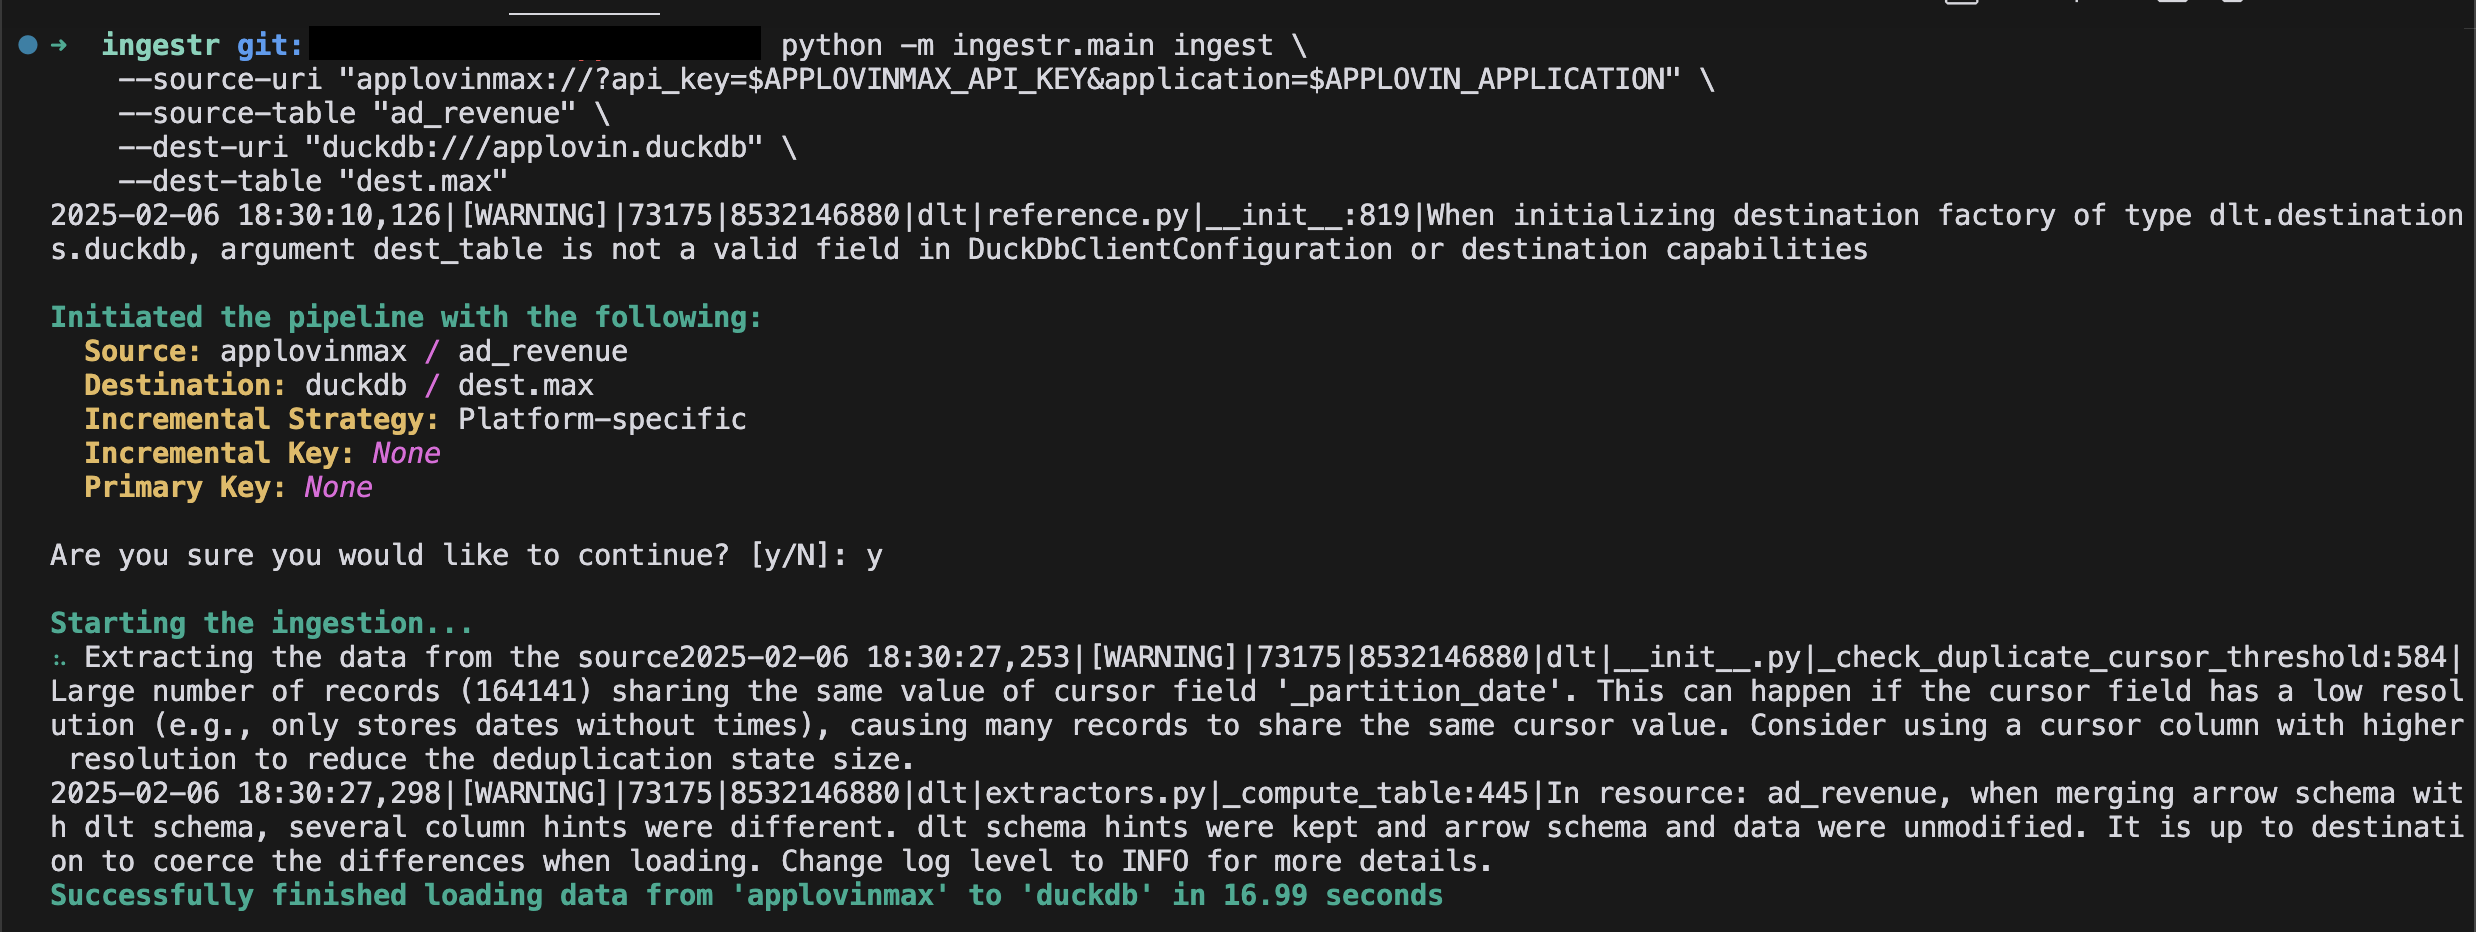 ➜  ingestr git: python -m ingestr.main ingest \
    --source-uri "applovinmax://?api_key=$APPLOVINMAX_API_KEY&application=$APPLOVIN_APPLICATION" \
    --source-table "ad_revenue" \
    --dest-uri "duckdb:///applovin.duckdb" \
    --dest-table "dest.max"
2025-02-06 18:30:10,126|[WARNING]|73175|8532146880|dlt|reference.py|__init__:819|When initializing destination factory of type dlt.destination
s.duckdb, argument dest_table is not a valid field in DuckDbClientConfiguration or destination capabilities
Initiated the pipeline with the following:
  Source: applovinmax / ad_revenue
  Destination: duckdb / dest.max
  Incremental Strategy: Platform-specific
  Incremental Key: None
  Primary Key: None
Are you sure you would like to continue? [y/N]: y
Starting the ingestion...
Extracting the data from the source2025-02-06 18:30:27,253|[WARNING]|73175|8532146880|dlt|__init__.py|_check_duplicate_cursor_threshold:584|
Large number of records (164141) sharing the same value of cursor field '_partition_date'. This can happen if the cursor field has a low resol
ution (e.g., only stores dates without times), causing many records to share the same cursor value. Consider using a cursor column with higher
 resolution to reduce the deduplication state size.
2025-02-06 18:30:27,298|[WARNING]|73175|8532146880|dlt|extractors.py|_compute_table:445|In resource: ad_revenue, when merging arrow schema wit
h dlt schema, several column hints were different. dlt schema hints were kept and arrow schema and data were unmodified. It is up to destinati
on to coerce the differences when loading. Change log level to INFO for more details.
Successfully finished loading data from 'applovinmax' to 'duckdb' in 16.99 seconds